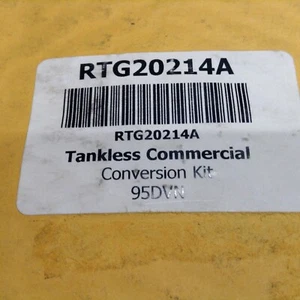 RTG20214A
RTG20214A
Tankless Commercial
Conversion Kit
95DVN